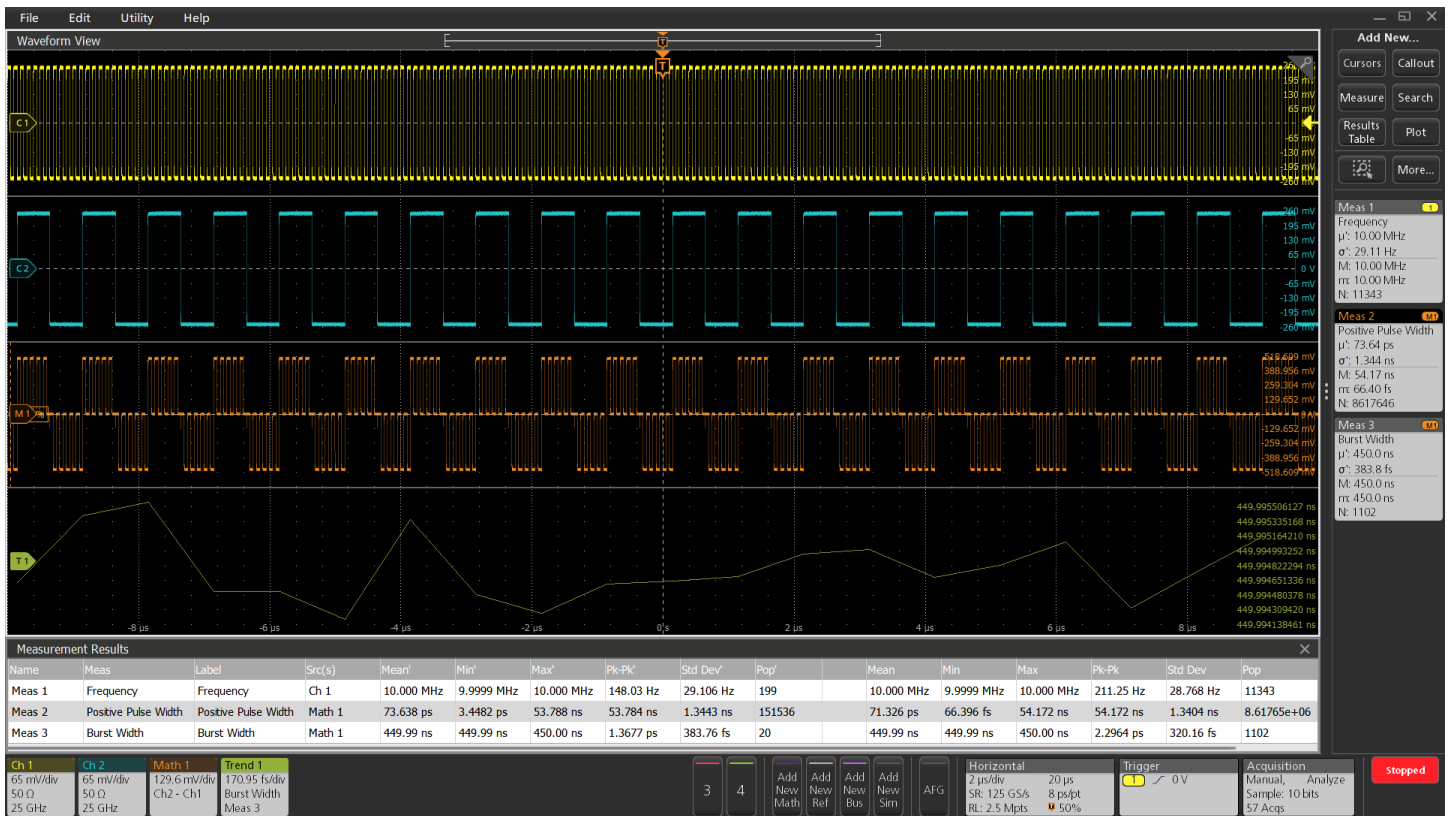 File Edit Utility Help
Waveform View
Add New...
Cursors Callout
Measure Search
Results Table Plot
More...
T
C1
195 mV
130 mV
65 mV
-65 mV
-130 mV
-195 mV
-260 mV
C2
260 mV
195 mV
130 mV
65 mV
0 V
-65 mV
-130 mV
-195 mV
-260 mV
M1
518.609 mV
388.956 mV
259.304 mV
129.652 mV
-129.652 mV
-259.304 mV
-388.956 mV
-518.609 mV
T1
449.995506127 ns
449.995335168 ns
449.995164210 ns
449.994993252 ns
449.994822294 ns
449.994651336 ns
449.994480378 ns
449.994309420 ns
449.994138461 ns
-8 µs -6 µs -4 µs -2 µs 0 s 2 µs 4 µs 6 µs 8 µs
Meas 1 1
Frequency
µ': 10.00 MHz
σ': 29.11 Hz
M: 10.00 MHz
m: 10.00 MHz
N: 11343
Meas 2 M1
Positive Pulse Width
µ': 73.64 ps
σ': 1.344 ns
M: 54.17 ns
m: 66.40 fs
N: 8617646
Meas 3 M1
Burst Width
µ': 450.0 ns
σ': 383.8 fs
M: 450.0 ns
m: 450.0 ns
N: 1102
Measurement Results
Name Meas Label Src(s) Mean' Min' Max' Pk-Pk' Std Dev' Pop' Mean Min Max Pk-Pk Std Dev Pop
Meas 1 Frequency Frequency Ch 1 10.000 MHz 9.9999 MHz 10.000 MHz 148.03 Hz 29.106 Hz 199 10.000 MHz 9.9999 MHz 10.000 MHz 211.25 Hz 28.768 Hz 11343
Meas 2 Positive Pulse Width Positive Pulse Width Math 1 73.638 ps 3.4482 ps 53.788 ns 53.784 ns 1.3443 ns 151536 71.326 ps 66.396 fs 54.172 ns 54.172 ns 1.3404 ns 8.61765e+06
Meas 3 Burst Width Burst Width Math 1 449.99 ns 449.99 ns 450.00 ns 1.3677 ps 383.76 fs 20 449.99 ns 449.99 ns 450.00 ns 2.2964 ps 320.16 fs 1102
Ch 1
65 mV/div
50 Ω
25 GHz
Ch 2
65 mV/div
50 Ω
25 GHz
Math 1
129.6 mV/div
Ch2 - Ch1
Trend 1
170.95 fs/div
Burst Width
Meas 3
3
4
Add New Math
Add New Ref
Add New Bus
Add New Sim
AFG
Horizontal
2 µs/div 20 µs
SR: 125 GS/s 8 ps/pt
RL: 2.5 Mpts 50%
Trigger
1 0 V
Acquisition
Manual, Analyze
Sample: 10 bits
57 Acqs
Stopped